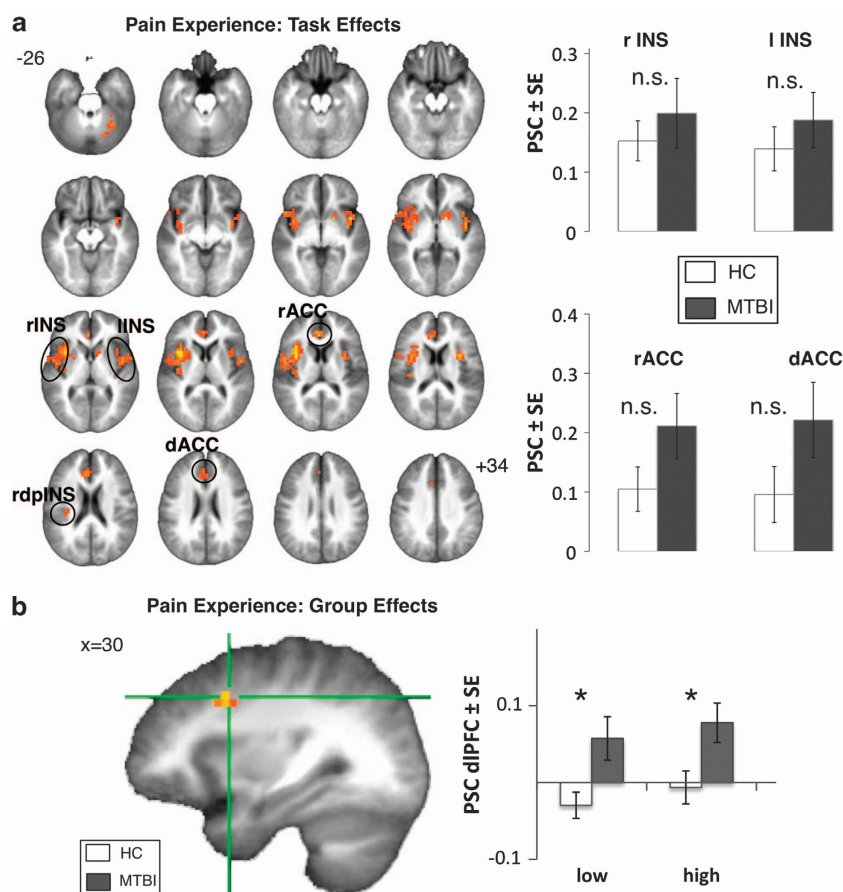 a
Pain Experience: Task Effects
-26
rINS
lINS
rACC
rdpINS
dACC
+34
r INS
l INS
PSC ± SE
0.3
0.2
0.1
0
n.s.
n.s.
HC
MTBI
rACC
dACC
PSC ± SE
0.4
0.3
0.2
0.1
0
n.s.
n.s.
b
Pain Experience: Group Effects
x=30
HC
MTBI
PSC dlPFC ± SE
0.1
-0.1
*
*
low
high